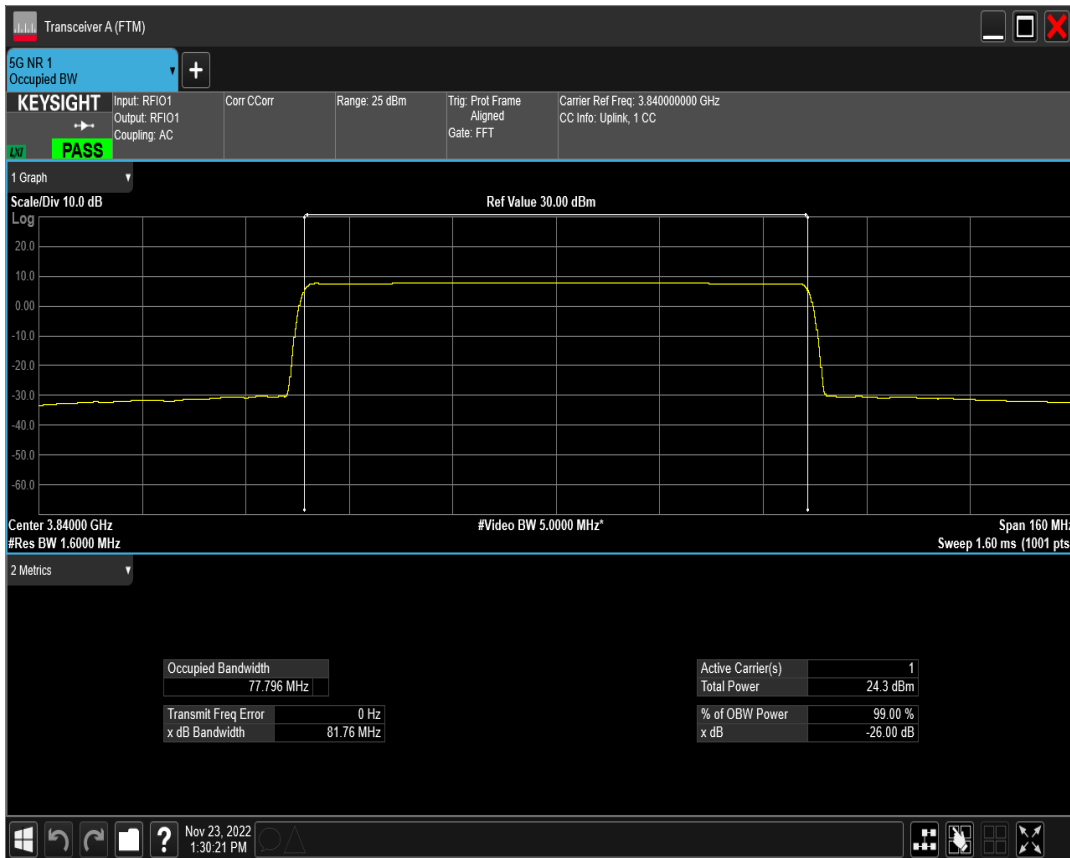 Transceiver A (FTM)
5G NR 1
Occupied BW
+
KEYSIGHT
LXI
PASS
Input: RFIO1
Output: RFIO1
Coupling: AC
Corr CCorr
Range: 25 dBm
Trig: Prot Frame
Aligned
Gate: FFT
Carrier Ref Freq: 3.840000000 GHz
CC Info: Uplink, 1 CC
1 Graph
Scale/Div 10.0 dB
Ref Value 30.00 dBm
Log
20.0
10.0
0.00
-10.0
-20.0
-30.0
-40.0
-50.0
-60.0
Center 3.84000 GHz
#Video BW 5.0000 MHz*
Span 160 MHz
#Res BW 1.6000 MHz
Sweep 1.60 ms (1001 pts
2 Metrics
Occupied Bandwidth
77.796 MHz
Transmit Freq Error 0 Hz
x dB Bandwidth 81.76 MHz
Active Carrier(s) 1
Total Power 24.3 dBm
% of OBW Power 99.00 %
x dB -26.00 dB
?
Nov 23, 2022
1:30:21 PM